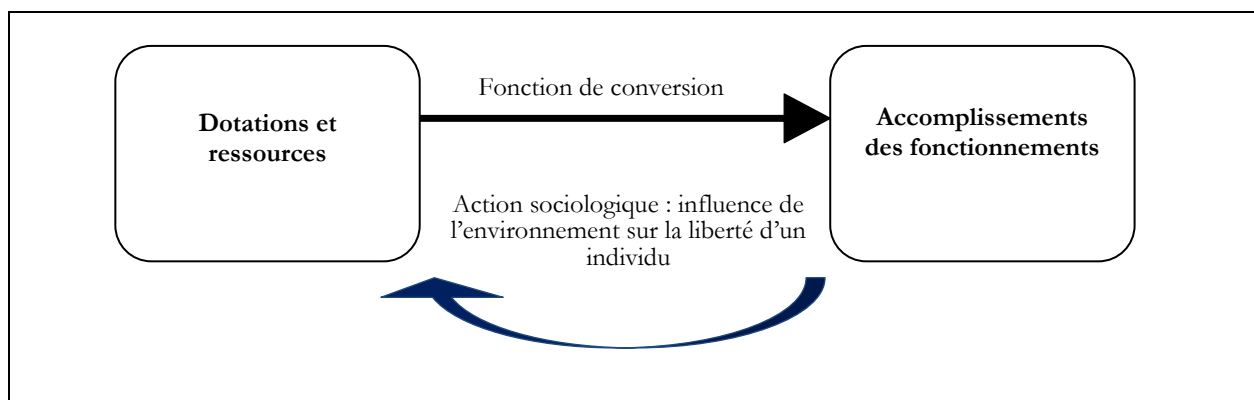 Dotations et
ressources
Fonction de conversion
Accomplissements
des fonctionnements
Action sociologique : influence de
l’environnement sur la liberté d’un
individu